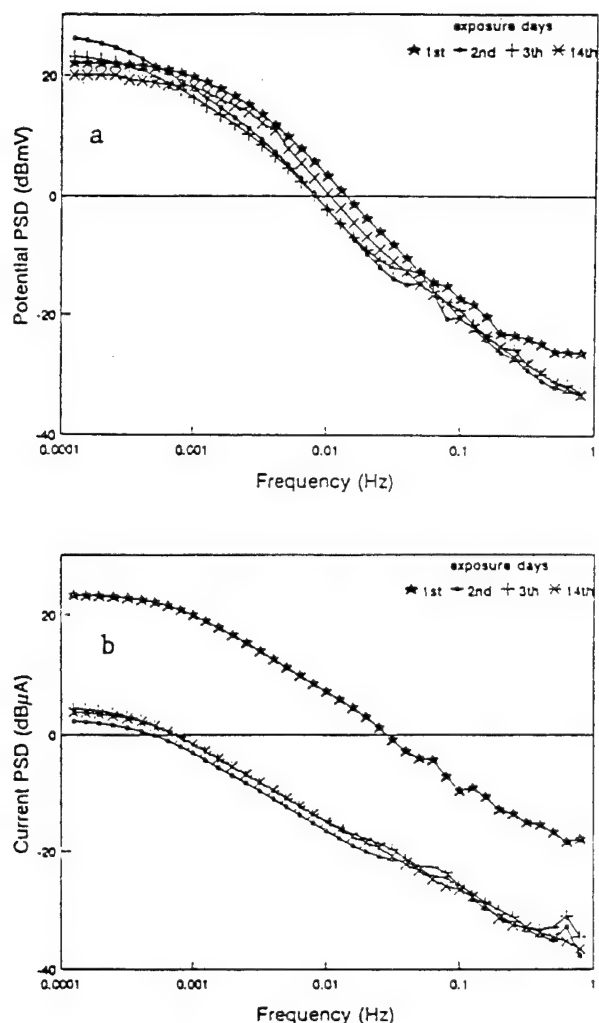 exposure days
★ 1st 2nd + 3th × 14th
a
20
0
-20
-40
Potential PSD (dBmV)
0.0001 0.001 0.01 0.1 1
Frequency (Hz)
exposure days
★ 1st 2nd + 3th × 14th
b
20
0
-20
-40
Current PSD (dBμA)
0.0001 0.001 0.01 0.1 1
Frequency (Hz)